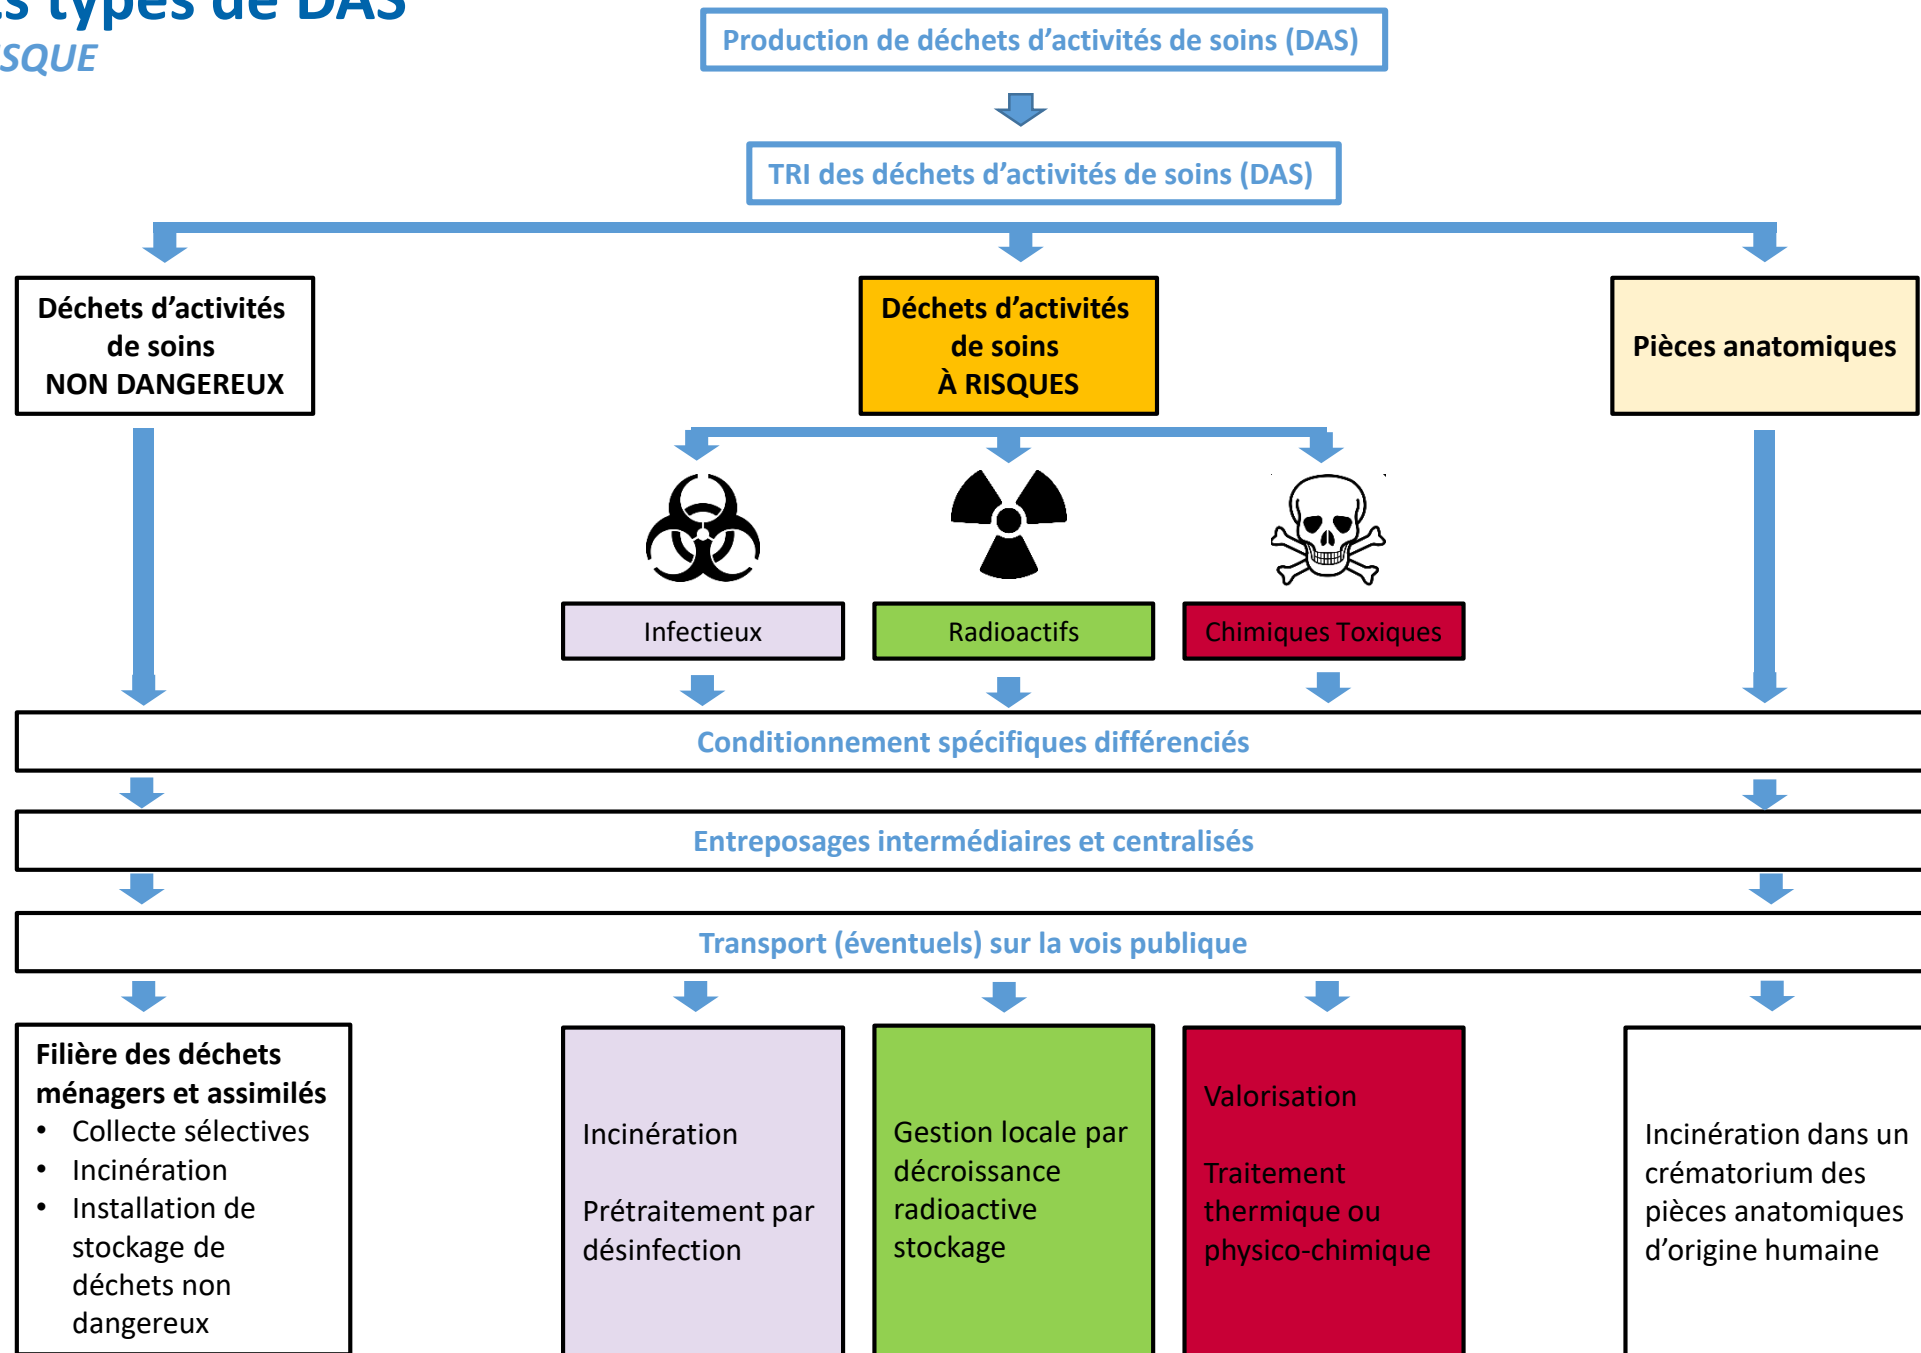 ts types de DAS
SQUE
Production de déchets d’activités de soins (DAS)
TRI des déchets d’activités de soins (DAS)
Déchets d’activités
de soins
NON DANGEREUX
Déchets d’activités
de soins
À RISQUES
Pièces anatomiques
Infectieux
Radioactifs
Chimiques Toxiques
Conditionnement spécifiques différenciés
Entreposages intermédiaires et centralisés
Transport (éventuels) sur la vois publique
Filière des déchets
ménagers et assimilés
• Collecte sélectives
• Incinération
• Installation de
stockage de
déchets non
dangereux
Incinération
Prétraitement par
désinfection
Gestion locale par
décroissance
radioactive
stockage
Valorisation
Traitement
thermique ou
physico-chimique
Incinération dans un
crématorium des
pièces anatomiques
d’origine humaine